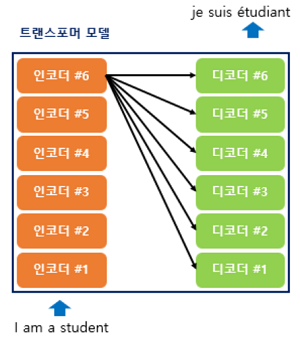 je suis étudiant
트랜스포머 모델
인코더 #6
디코더 #6
인코더 #5
디코더 #5
인코더 #4
디코더 #4
인코더 #3
디코더 #3
인코더 #2
디코더 #2
인코더 #1
디코더 #1
I am a student